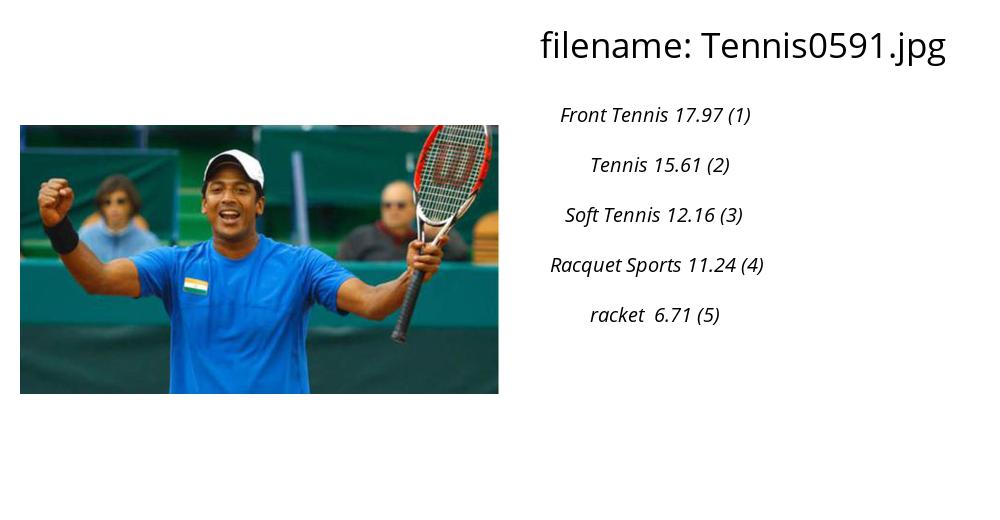 filename: Tennis0591.jpg
Front Tennis 17.97 (1)
Tennis 15.61 (2)
Soft Tennis 12.16 (3)
Racquet Sports 11.24 (4)
racket 6.71 (5)